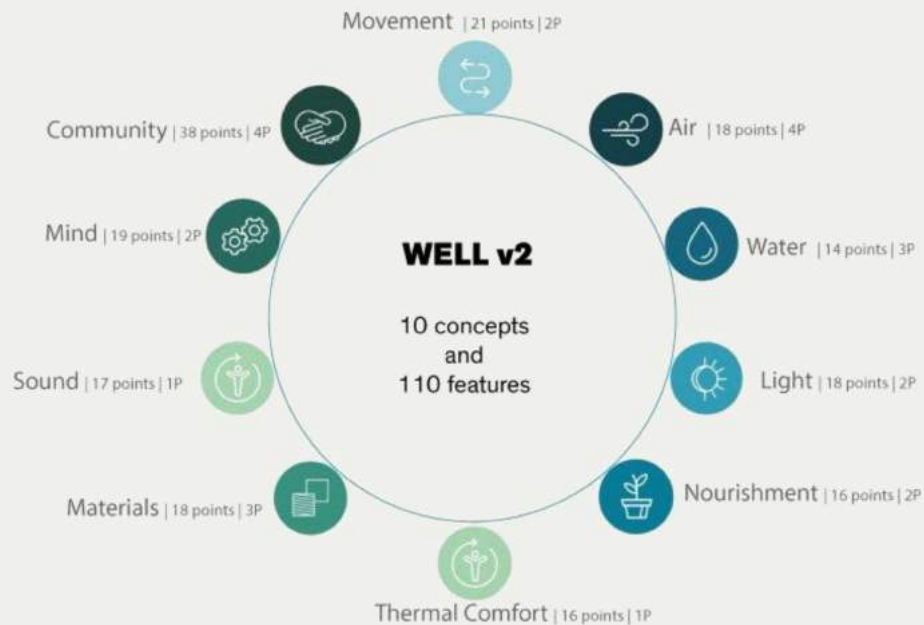 Movement | 21 points | 2P
Community | 38 points | 4P
Air | 18 points | 4P
Mind | 19 points | 2P
WELL v2
Water | 14 points | 3P
10 concepts
and
110 features
Sound | 17 points | 1P
Light | 18 points | 2P
Materials | 18 points | 3P
Nourishment | 16 points | 2P
Thermal Comfort | 16 points | 1P